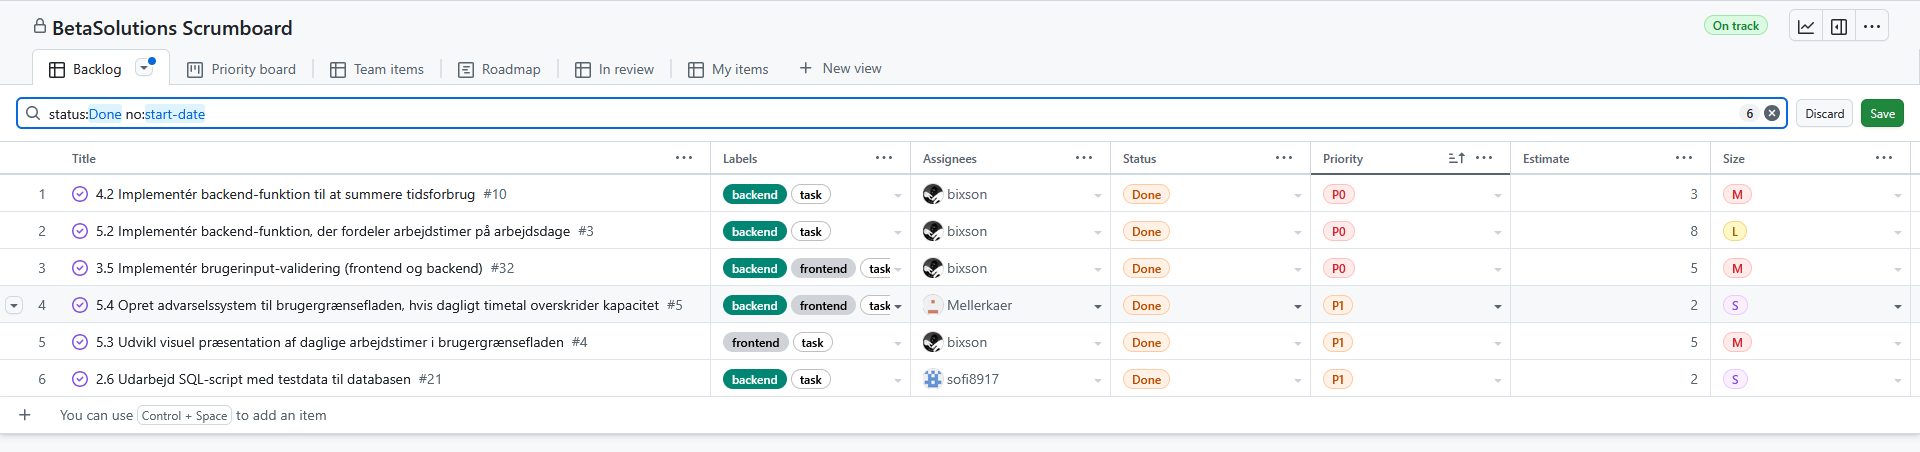 BetaSolutions Scrumboard
On track
Backlog Priority board Team items Roadmap In review My items + New view
status:Done no:start-date 6 Discard Save
Title Labels Assignees Status Priority Estimate Size
1 4.2 Implementér backend-funktion til at summere tidsforbrug #10 backend task bixson Done P0 3 M
2 5.2 Implementér backend-funktion, der fordeler arbejdstimer på arbejdsdage #3 backend task bixson Done P0 8 L
3 3.5 Implementér brugerinput-validering (frontend og backend) #32 backend frontend task bixson Done P0 5 M
4 5.4 Opret advarselssystem til brugergrænsefladen, hvis dagligt timetal overskrider kapacitet #5 backend frontend task Mellerkaer Done P1 2 S
5 5.3 Udvikl visuel præsentation af daglige arbejdstimer i brugergrænsefladen #4 frontend task bixson Done P1 5 M
6 2.6 Udarbejd SQL-script med testdata til databasen #21 backend task sofi8917 Done P1 2 S
+ You can use Control + Space to add an item